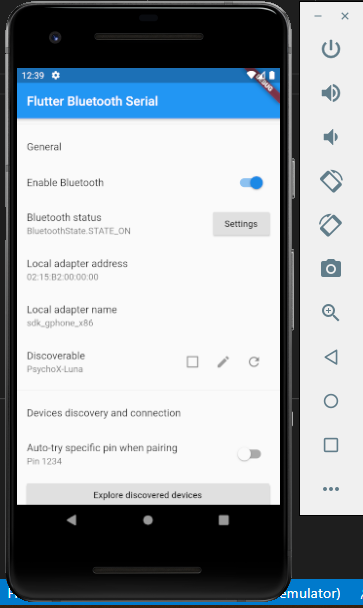 12:39
DEBUG
Flutter Bluetooth Serial
General
Enable Bluetooth
Bluetooth status
BluetoothState.STATE_ON
Settings
Local adapter address
02:15:B2:00:00:00
Local adapter name
sdk_gphone_x86
Discoverable
PsychoX-Luna
Devices discovery and connection
Auto-try specific pin when pairing
Pin 1234
Explore discovered devices
emulator)